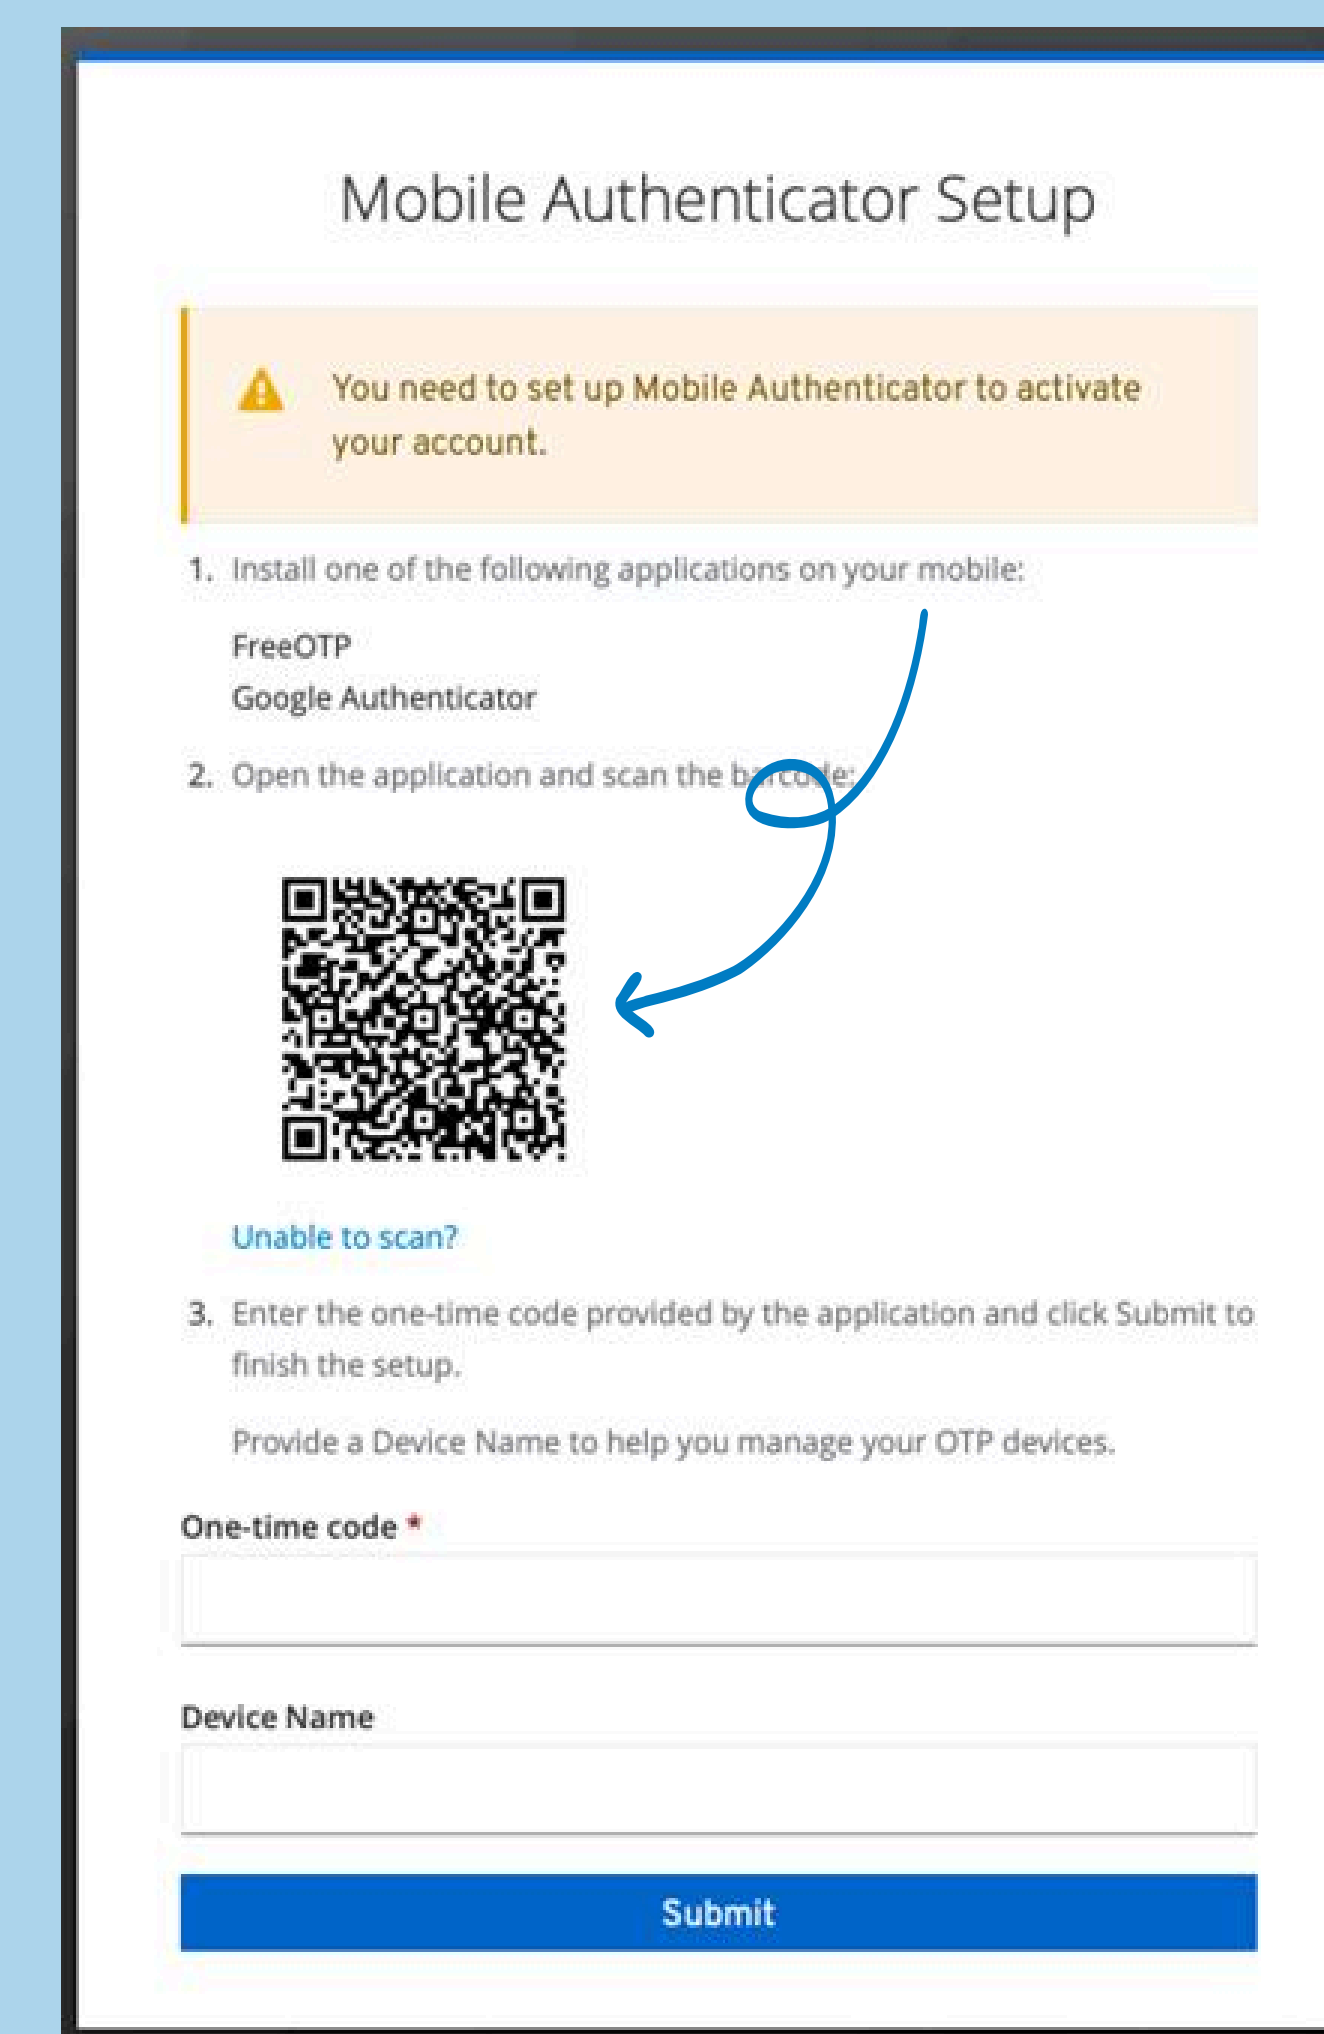 Mobile Authenticator Setup
You need to set up Mobile Authenticator to activate
your account.
1. Install one of the following applications on your mobile:
FreeOTP
Google Authenticator
2. Open the application and scan the barcode:
Unable to scan?
3. Enter the one-time code provided by the application and click Submit to
finish the setup.
Provide a Device Name to help you manage your OTP devices.
One-time code *
Device Name
Submit